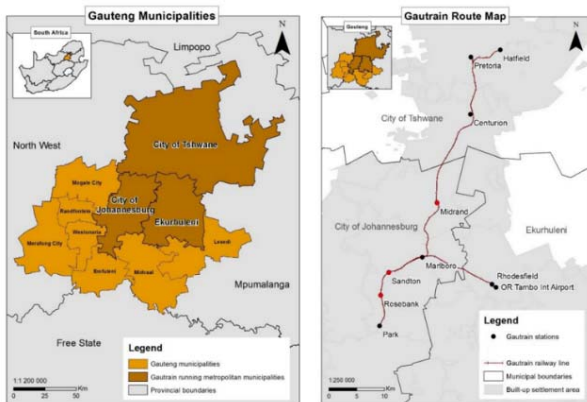 Gauteng Municipalities
South Africa
N
Limpopo
North West
City of Tshwane
Mogale City
Randfontein
City of
Johannesburg
Ekurhuleni
Westonaria
Merafong City
Lesedi
Emfuleni
Midvaal
Mpumalanga
Free State
Legend
Gauteng municipalities
Gautrain running metropolitan municipalities
Provincial boundaries
1:1 200 000
0 25 50
Km
Gautrain Route Map
Gauteng
N
Hatfield
Pretoria
Centurion
City of Tshwane
Midrand
City of Johannesburg
Ekurhuleni
Marlboro
Rhodesfield
OR Tambo Int Airport
Sandton
Rosebank
Park
Legend
Gautrain stations
Gautrain railway line
Municipal boundaries
Built-up settlement area
1:250 000
0 5 10
Km